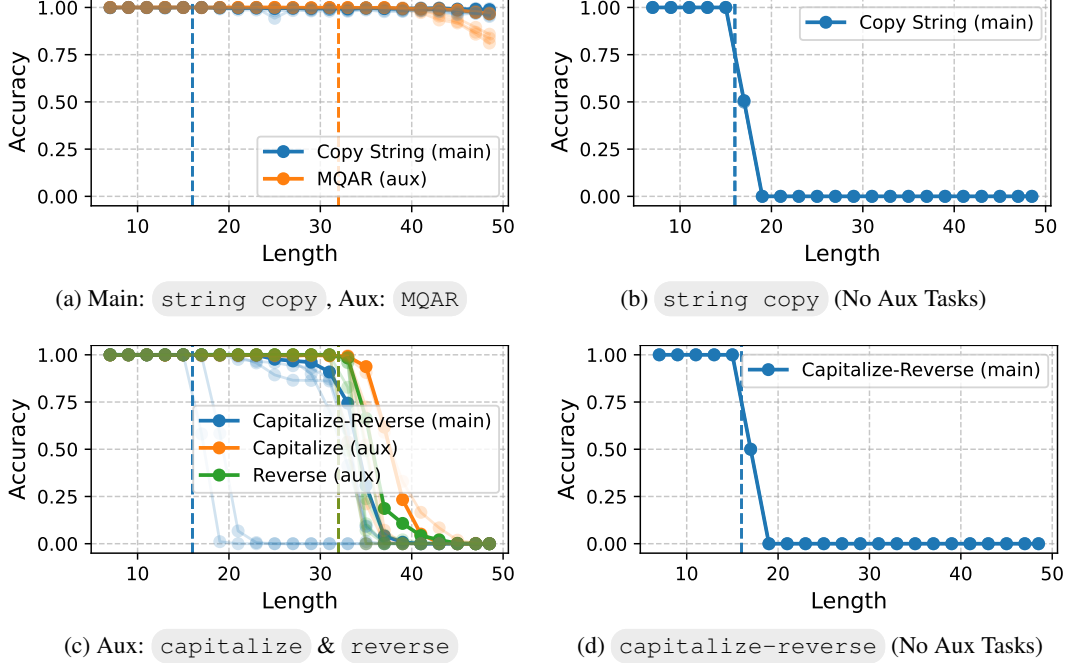 1.00
0.75
0.50
0.25
0.00
Accuracy
10 20 30 40 50
Length
Copy String (main)
MQAR (aux)
(a) Main: string copy, Aux: MQAR
1.00
0.75
0.50
0.25
0.00
Accuracy
10 20 30 40 50
Length
Copy String (main)
(b) string copy (No Aux Tasks)
1.00
0.75
0.50
0.25
0.00
Accuracy
10 20 30 40 50
Length
Capitalize-Reverse (main)
Capitalize (aux)
Reverse (aux)
(c) Aux: capitalize & reverse
1.00
0.75
0.50
0.25
0.00
Accuracy
10 20 30 40 50
Length
Capitalize-Reverse (main)
(d) capitalize-reverse (No Aux Tasks)